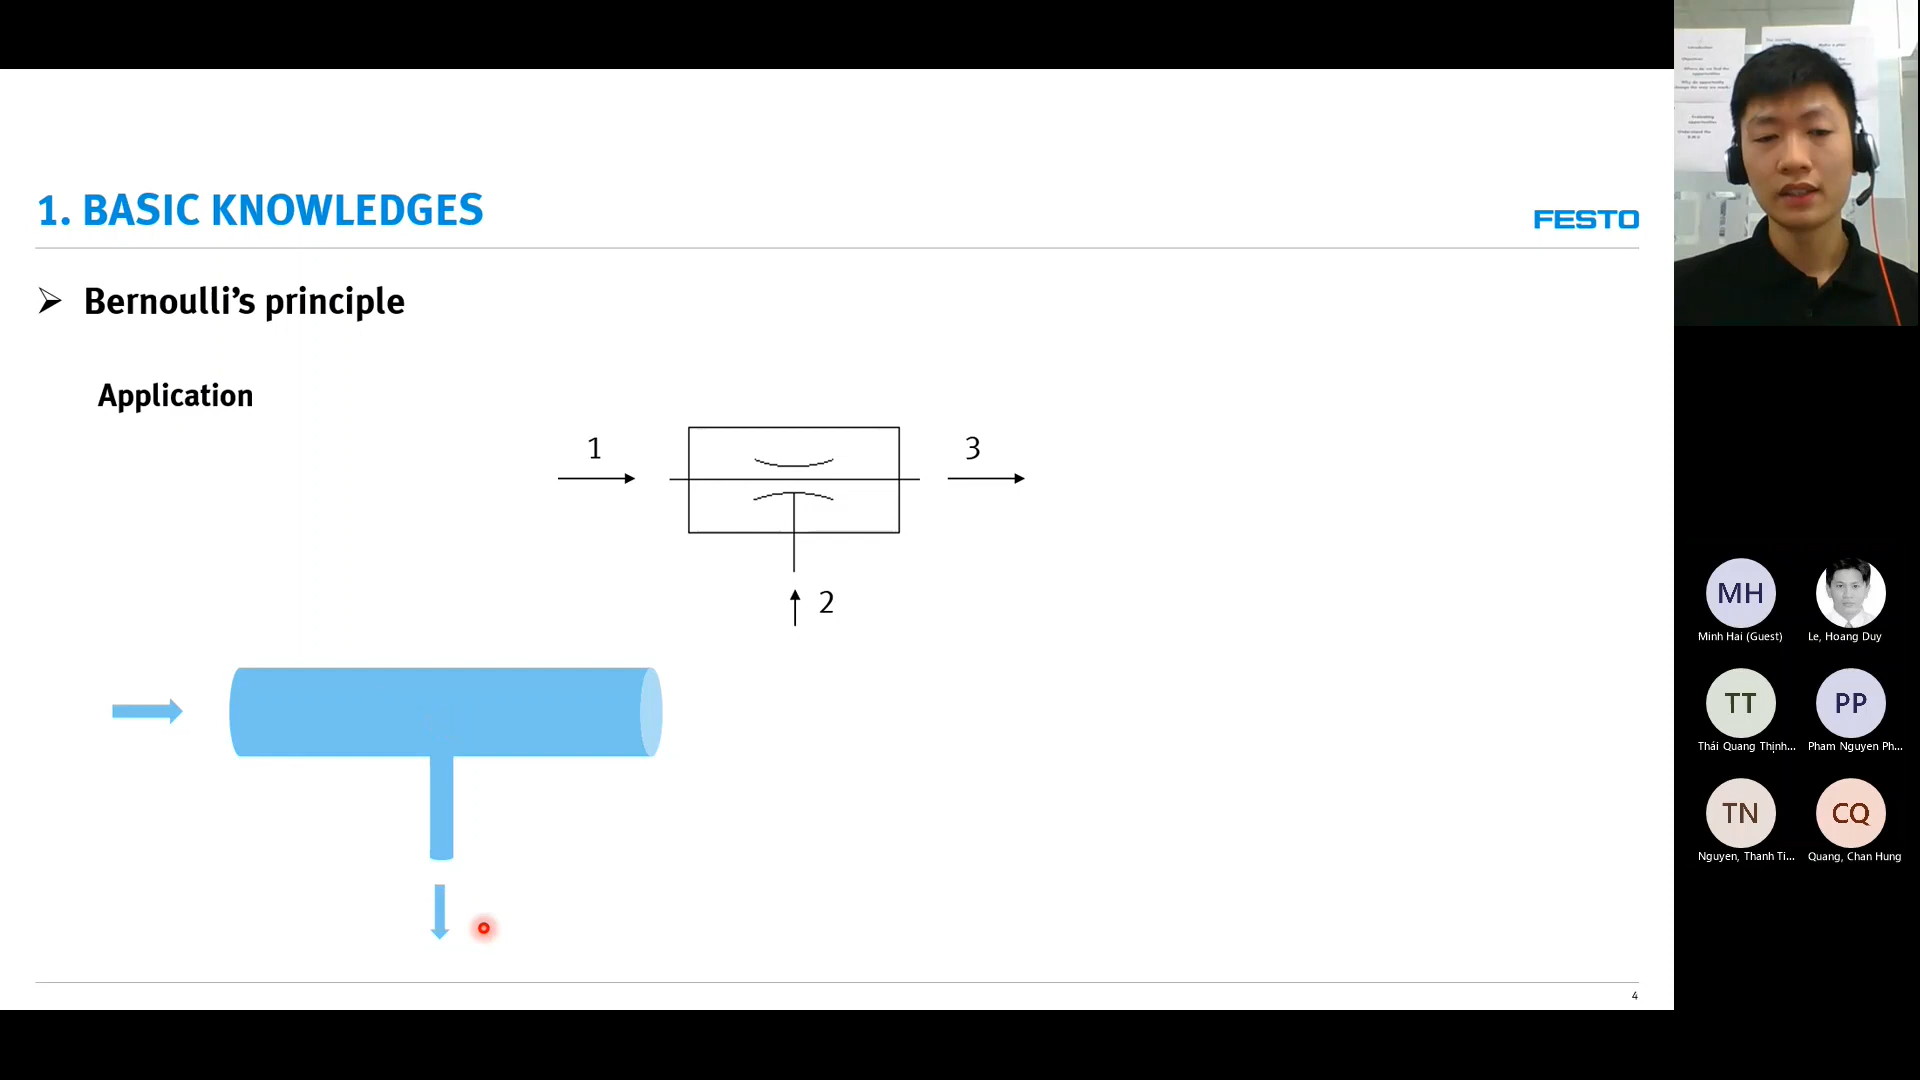 1. BASIC KNOWLEDGES
FESTO
➢ Bernoulli’s principle
Application
1
3
2
4
MH
Minh Hai (Guest)
Le, Hoang Duy
TT
PP
Thái Quang Thịnh...
Pham Nguyen Ph...
TN
CQ
Nguyen, Thanh Ti...
Quang, Chan Hung